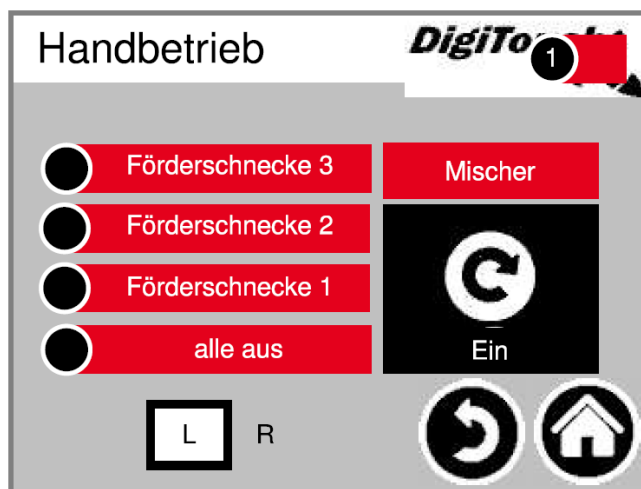 Handbetrieb
1
Förderschnecke 3
Mischer
Förderschnecke 2
Förderschnecke 1
alle aus
Ein
L
R